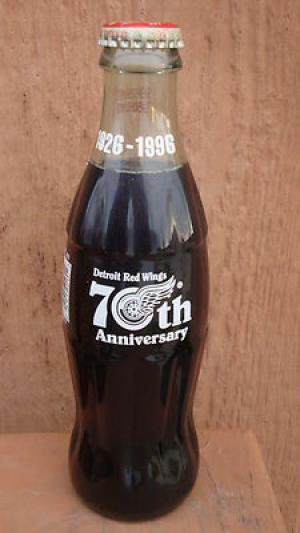 1926-1996
Detroit Red Wings
70th
Anniversary